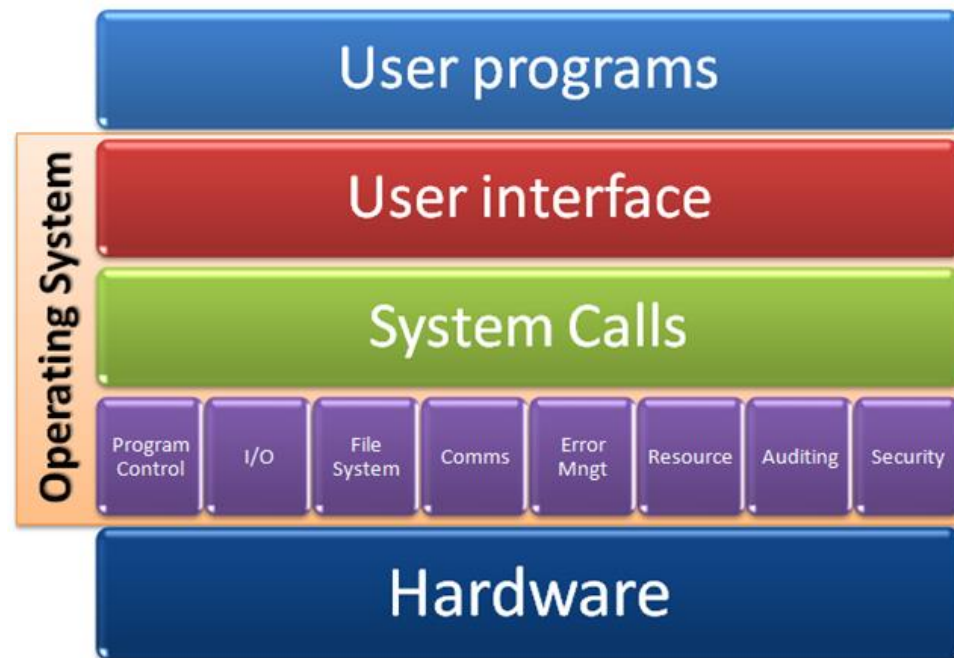 User programs
Operating System
User interface
System Calls
Program
Control
I/O
File
System
Comms
Error
Mngt
Resource
Auditing
Security
Hardware